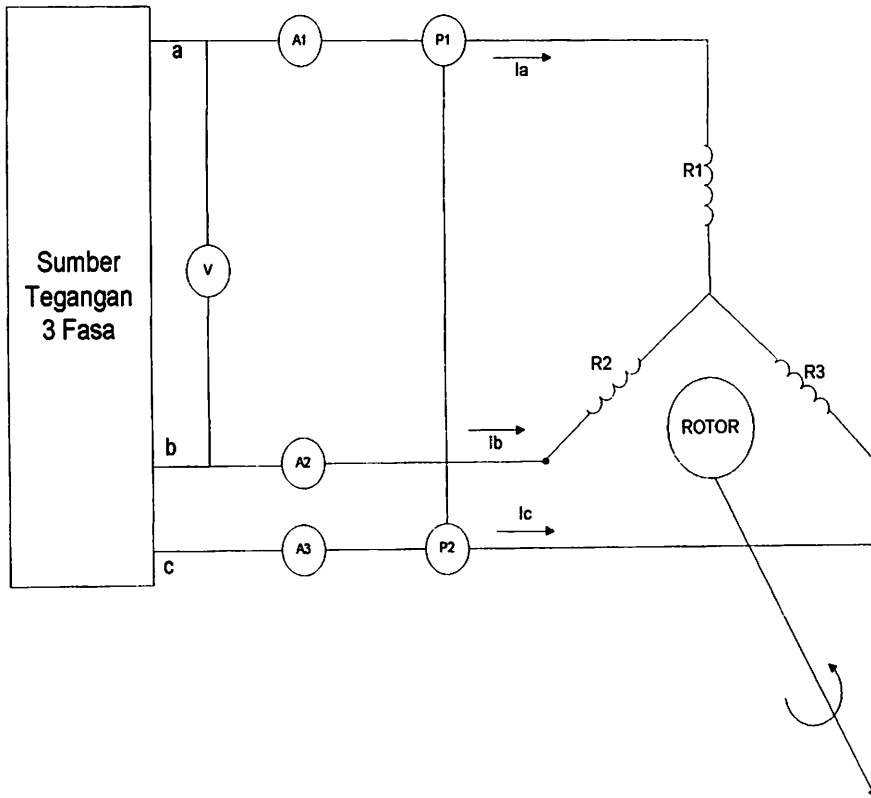 a
A1
P1
Ia
R1
Sumber
Tegangan
3 Fasa
V
R2
R3
ROTOR
b
A2
Ib
c
A3
P2
Ic